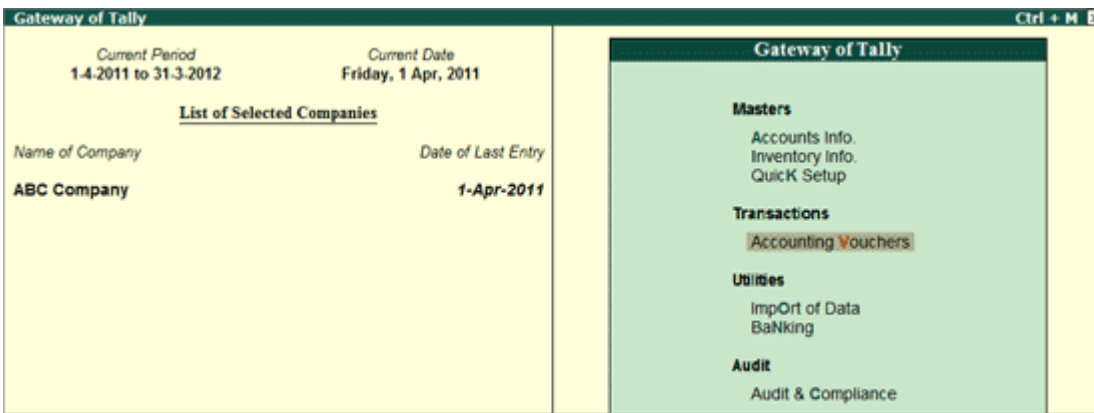 Gateway of Tally
Ctrl + M
Current Period
Current Date
1-4-2011 to 31-3-2012
Friday, 1 Apr, 2011
List of Selected Companies
Name of Company
Date of Last Entry
ABC Company
1-Apr-2011
Gateway of Tally
Masters
Accounts Info.
Inventory Info.
QuicK Setup
Transactions
Accounting Vouchers
Utilities
ImpOrt of Data
BaNking
Audit
Audit & Compliance